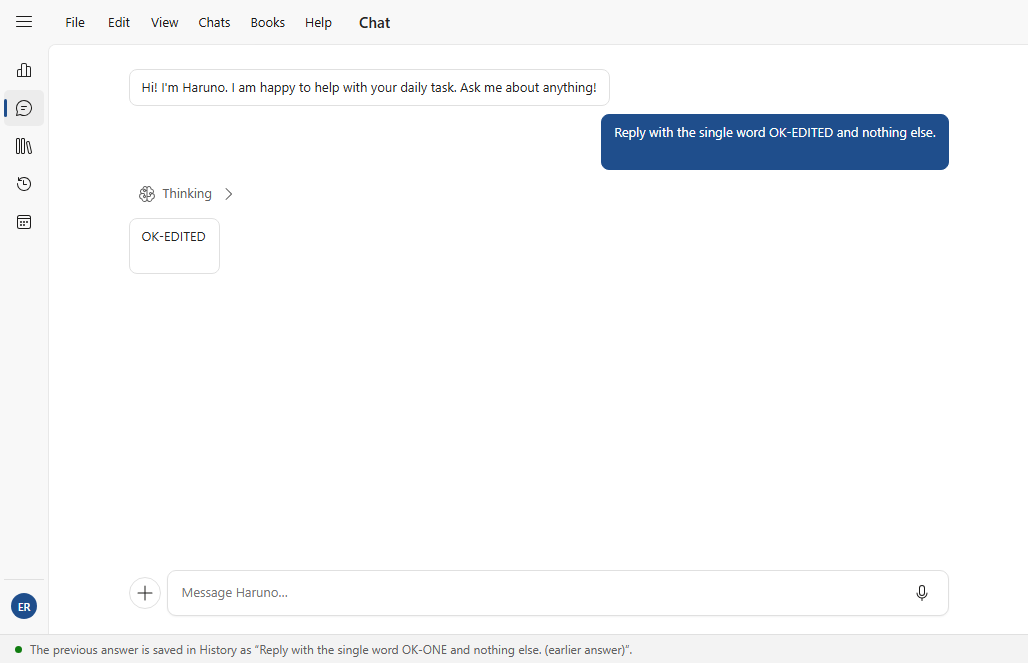 File Edit View Chats Books Help Chat
Hi! I'm Haruno. I am happy to help with your daily task. Ask me about anything!
Reply with the single word OK-EDITED and nothing else.
Thinking
OK-EDITED
Message Haruno...
ER
The previous answer is saved in History as “Reply with the single word OK-ONE and nothing else. (earlier answer)”.